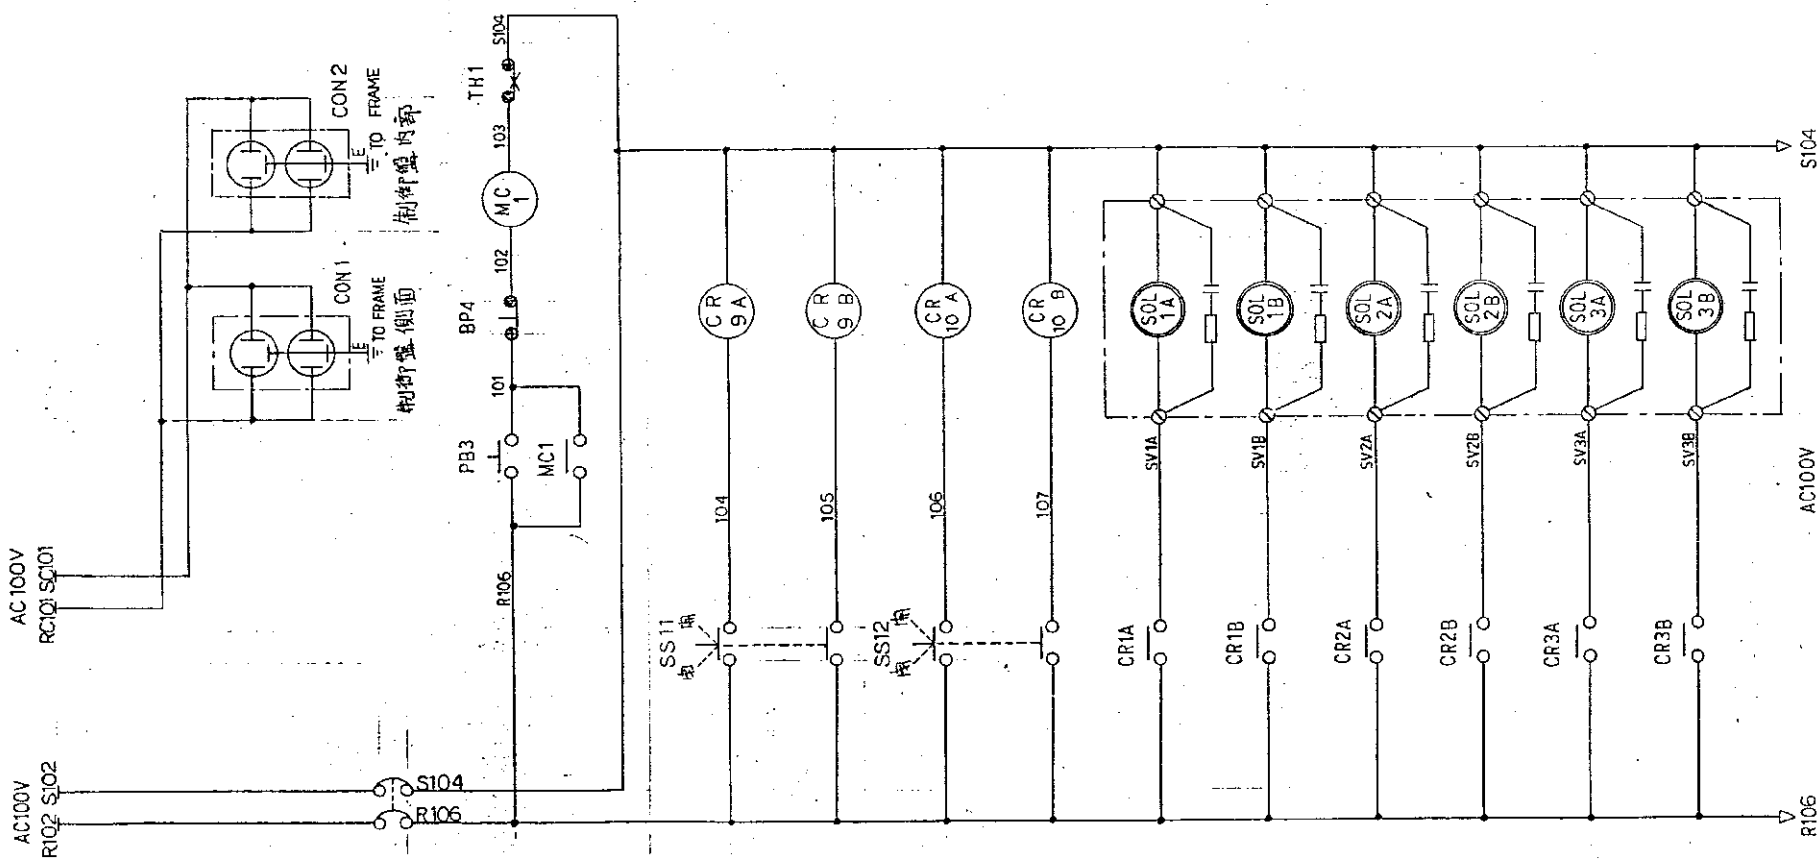 AC100V
RC101 SC101
CON2
E
TO FRAME
制御盤内部
CON1
E
TO FRAME
制御盤側面
AC100V
R102 S102
S104
R106
R106
PB3
MC1
101
BP4
102
MC
1
103
TH1
S104
SS11
開
閉
104
CR
9A
105
CR
9B
SS12
開
閉
106
CR
10A
107
CR
10B
CR1A
SV1A
SOL
1A
CR1B
SV1B
SOL
1B
CR2A
SV2A
SOL
2A
CR2B
SV2B
SOL
2B
CR3A
SV3A
SOL
3A
CR3B
SV3B
SOL
3B
R106
AC100V
S104